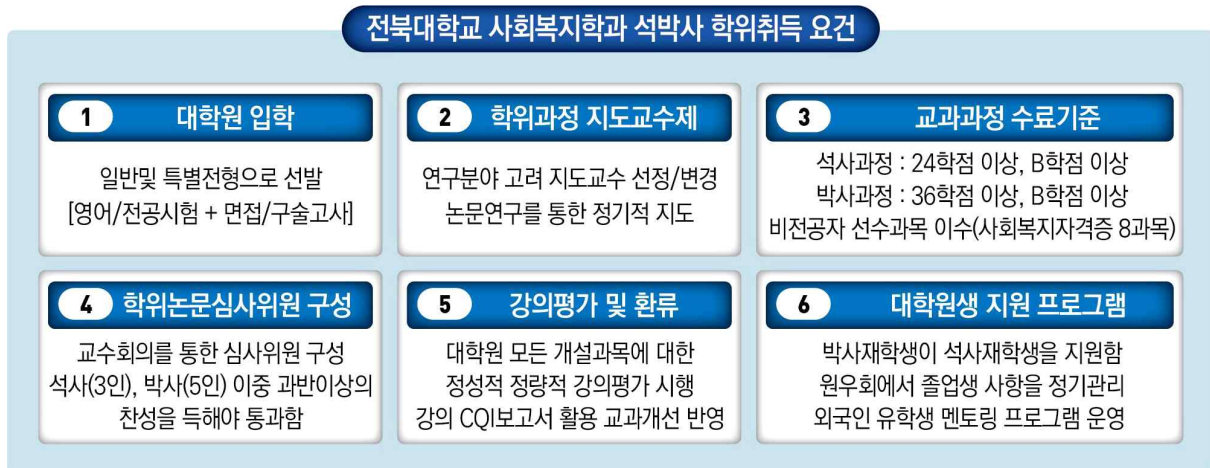 전북대학교 사회복지학과 석박사 학위취득 요건
1 대학원 입학
일반및 특별전형으로 선발
[영어/전공시험 + 면접/구술고사]
2 학위과정 지도교수제
연구분야 고려 지도교수 선정/변경
논문연구를 통한 정기적 지도
3 교과과정 수료기준
석사과정 : 24학점 이상, B학점 이상
박사과정 : 36학점 이상, B학점 이상
비전공자 선수과목 이수(사회복지자격증 8과목)
4 학위논문심사위원 구성
교수회의를 통한 심사위원 구성
석사(3인), 박사(5인) 이중 과반이상의
찬성을 득해야 통과함
5 강의평가 및 환류
대학원 모든 개설과목에 대한
정성적 정량적 강의평가 시행
강의 CQI보고서 활용 교과개선 반영
6 대학원생 지원 프로그램
박사재학생이 석사재학생을 지원함
원우회에서 졸업생 사항을 정기관리
외국인 유학생 멘토링 프로그램 운영